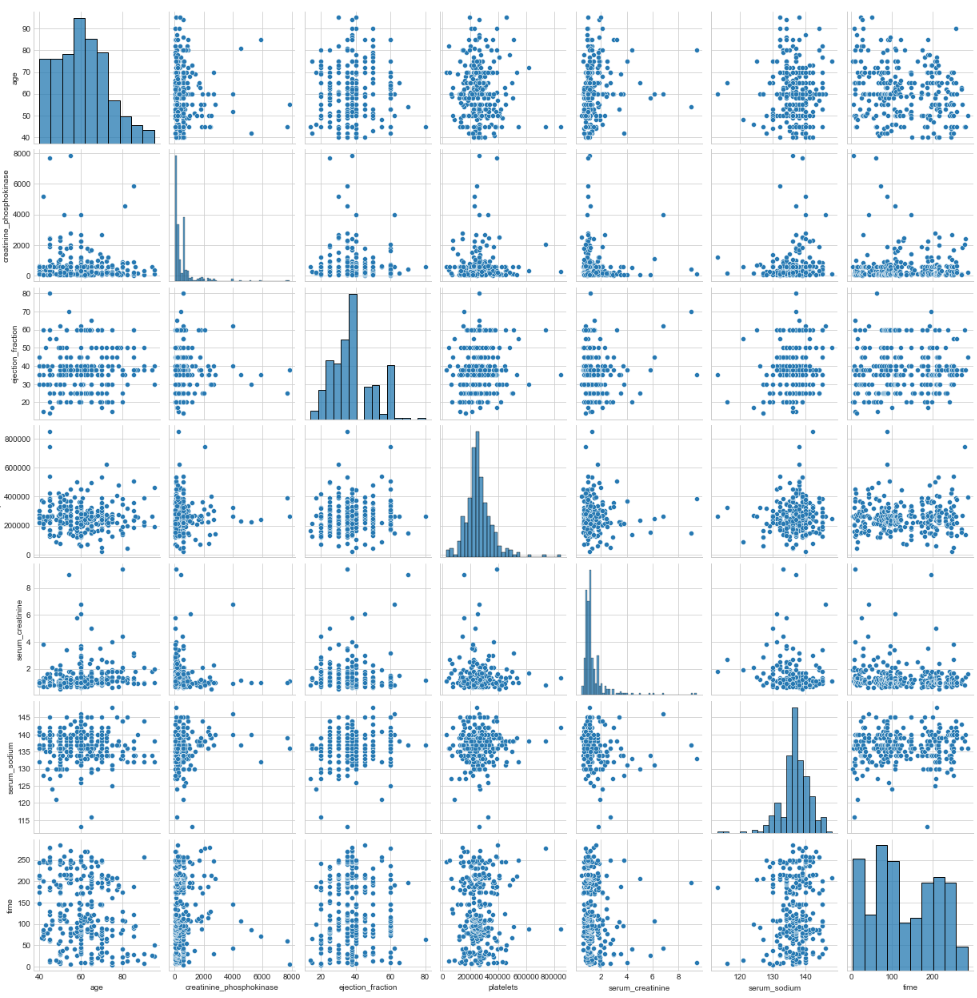 age
90
80
70
60
50
40
creatinine_phosphokinase
8000
6000
4000
2000
0
ejection_fraction
80
70
60
50
40
30
20
800000
600000
400000
200000
0
serum_creatinine
8
6
4
2
serum_sodium
145
140
135
130
125
120
115
time
250
200
150
100
50
0
40 60 80
0 2000 4000 6000 8000
20 40 60 80
0 200000 400000 600000 800000
2 4 6 8
120 130 140
0 100 200
age creatinine_phosphokinase ejection_fraction platelets serum_creatinine serum_sodium time